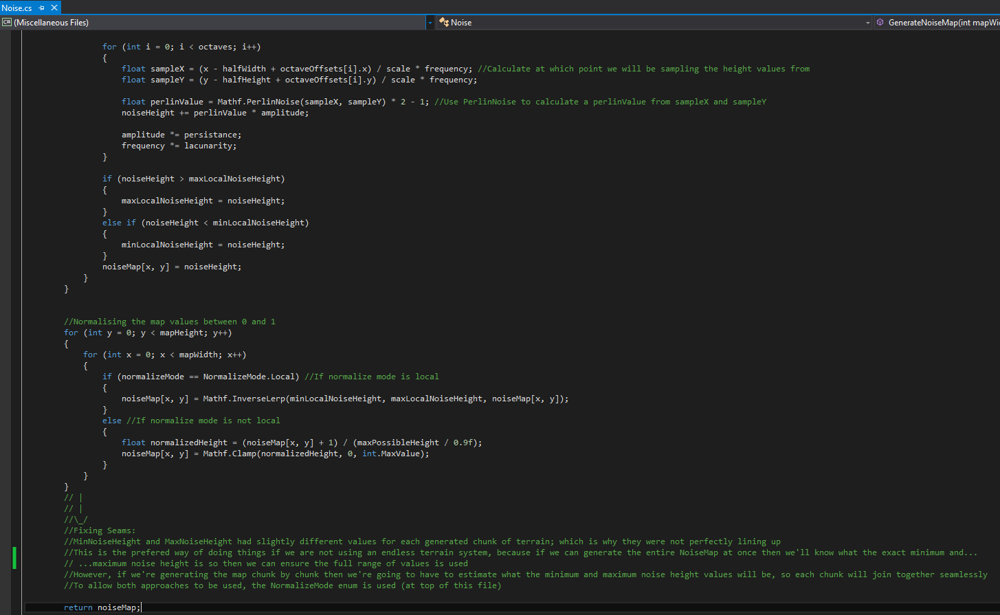 Noise.cs
(Miscellaneous Files)
Noise
GenerateNoiseMap(int mapWi
for (int i = 0; i < octaves; i++)
{
float sampleX = (x - halfWidth + octaveOffsets[i].x) / scale * frequency; //Calculate at which point we will be sampling the height values from
float sampleY = (y - halfHeight + octaveOffsets[i].y) / scale * frequency;
float perlinValue = Mathf.PerlinNoise(sampleX, sampleY) * 2 - 1; //Use PerlinNoise to calculate a perlinValue from sampleX and sampleY
noiseHeight += perlinValue * amplitude;
amplitude *= persistance;
frequency *= lacunarity;
}
if (noiseHeight > maxLocalNoiseHeight)
{
maxLocalNoiseHeight = noiseHeight;
}
else if (noiseHeight < minLocalNoiseHeight)
{
minLocalNoiseHeight = noiseHeight;
}
noiseMap[x, y] = noiseHeight;
}
}
//Normalising the map values between 0 and 1
for (int y = 0; y < mapHeight; y++)
{
for (int x = 0; x < mapWidth; x++)
{
if (normalizeMode == NormalizeMode.Local) //If normalize mode is local
{
noiseMap[x, y] = Mathf.InverseLerp(minLocalNoiseHeight, maxLocalNoiseHeight, noiseMap[x, y]);
}
else //If normalize mode is not local
{
float normalizedHeight = (noiseMap[x, y] + 1) / (maxPossibleHeight / 0.9f);
noiseMap[x, y] = Mathf.Clamp(normalizedHeight, 0, int.MaxValue);
}
}
}
// |
// |
//\_/
//Fixing Seams:
//MinNoiseHeight and MaxNoiseHeight had slightly different values for each generated chunk of terrain; which is why they were not perfectly lining up
//This is the prefered way of doing things if we are not using an endless terrain system, because if we can generate the entire NoiseMap at once then we'll know what the exact minimum and...
// ...maximum noise height is so then we can ensure the full range of values is used
//However, if we're generating the map chunk by chunk then we're going to have to estimate what the minimum and maximum noise height values will be, so each chunk will join together seamlessly
//To allow both approaches to be used, the NormalizeMode enum is used (at top of this file)
return noiseMap;